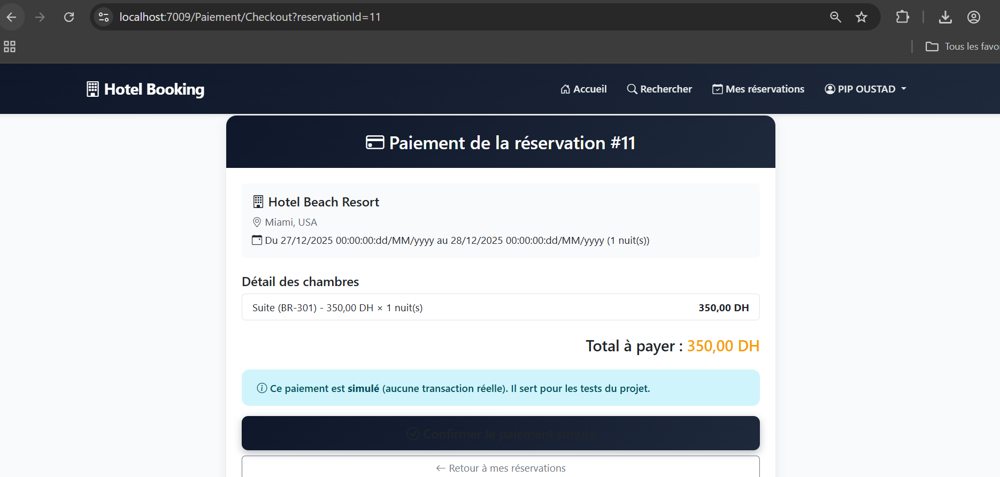 localhost:7009/Paiement/Checkout?reservationId=11
Tous les favo
Hotel Booking
Accueil
Rechercher
Mes réservations
PIP OUSTAD
Paiement de la réservation #11
Hotel Beach Resort
Miami, USA
Du 27/12/2025 00:00:00:dd/MM/yyyy au 28/12/2025 00:00:00:dd/MM/yyyy (1 nuit(s))
Détail des chambres
Suite (BR-301) - 350,00 DH × 1 nuit(s)
350,00 DH
Total à payer : 350,00 DH
Ce paiement est simulé (aucune transaction réelle). Il sert pour les tests du projet.
Confirmer le paiement simulé
← Retour à mes réservations